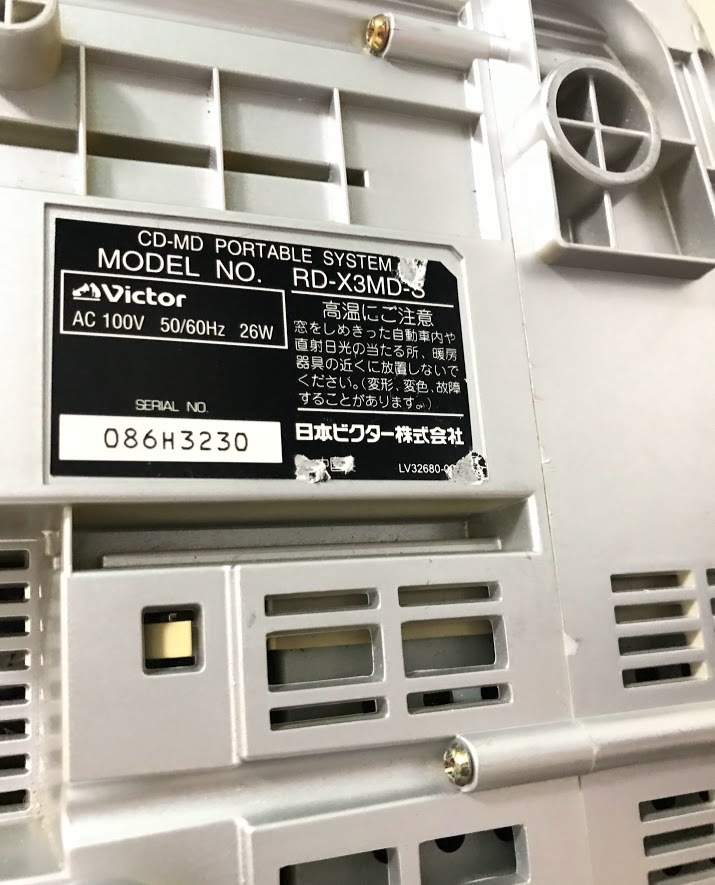 CD-MD PORTABLE SYSTEM
MODEL NO. RD-X3MD-S
Victor
AC 100V 50/60Hz 26W
高温にご注意
窓をしめきった自動車内や
直射日光の当たる所、暖房
器具の近くに放置しないで
ください。(変形、変色、故障
することがあります。)
SERIAL NO.
086H3230
日本ビクター株式会社
LV32680-0